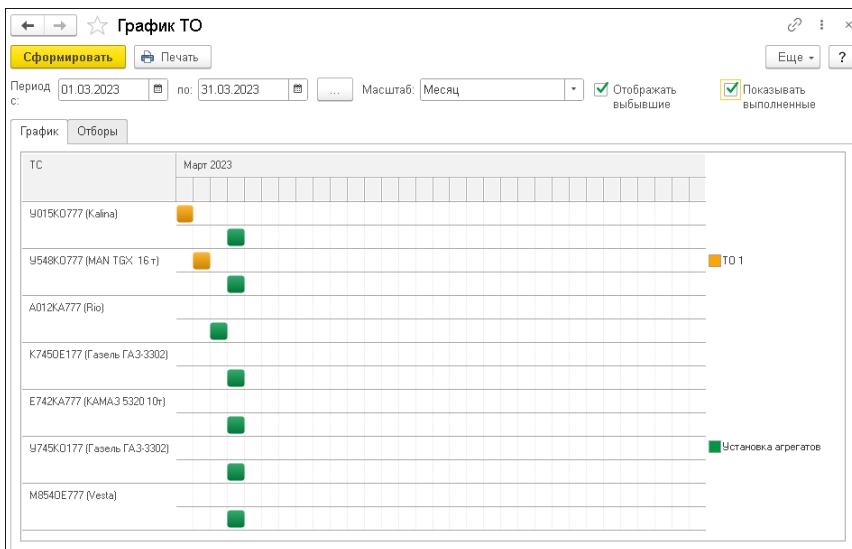 График ТО
Сформировать Печать Еще ?
Период с: 01.03.2023 по: 31.03.2023 ... Масштаб: Месяц Отображать выбывшие Показывать выполненные
График Отборы
ТС Март 2023
У015КО777 (Kalina)
У548КО777 (MAN TGX 16 т) ТО 1
А012КА777 (Rio)
К745ОЕ177 (Газель ГАЗ-3302)
Е742КА777 (КАМАЗ 5320 10т)
У745КО177 (Газель ГАЗ-3302) Установка агрегатов
М854ОЕ777 (Vesta)